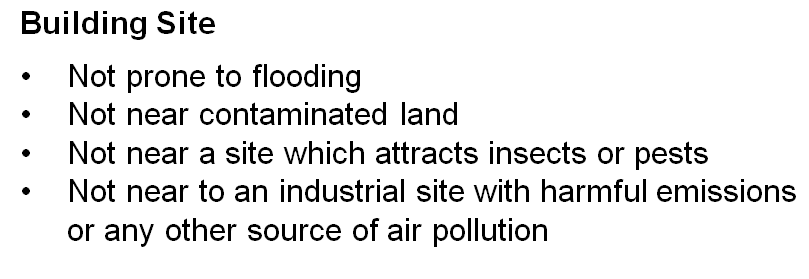 Building Site
• Not prone to flooding
• Not near contaminated land
• Not near a site which attracts insects or pests
• Not near to an industrial site with harmful emissions
or any other source of air pollution